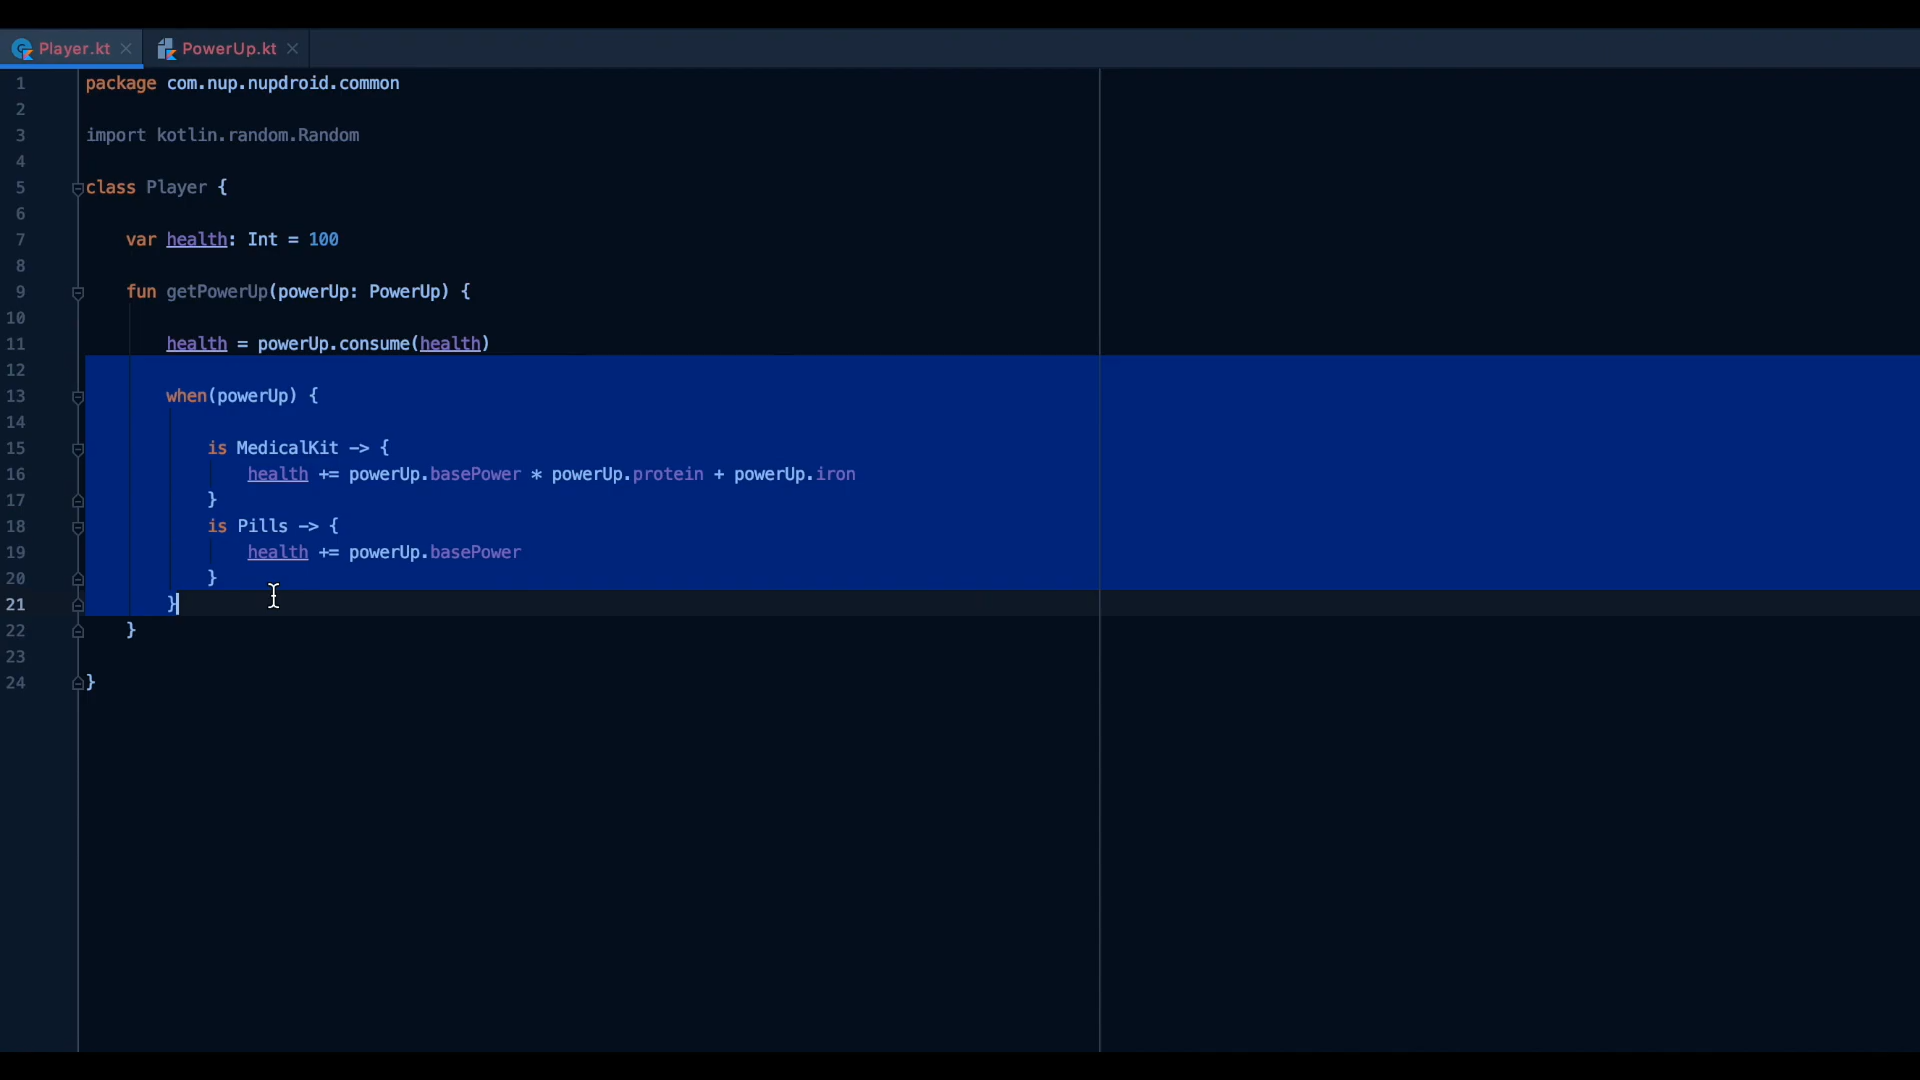 Player.kt PowerUp.kt
1 package com.nup.nupdroid.common
2
3 import kotlin.random.Random
4
5 class Player {
6
7 var health: Int = 100
8
9 fun getPowerUp(powerUp: PowerUp) {
10
11 health = powerUp.consume(health)
12
13 when(powerUp) {
14
15 is MedicalKit -> {
16 health += powerUp.basePower * powerUp.protein + powerUp.iron
17 }
18 is Pills -> {
19 health += powerUp.basePower
20 }
21 }
22 }
23
24 }